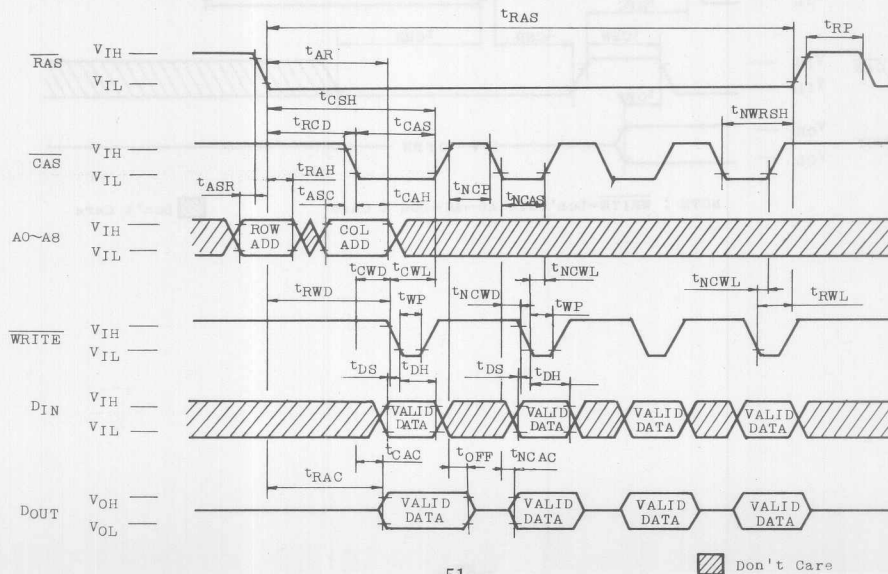 tRAS
tRP
RAS
VIH
VIL
tAR
tCSH
tRCD
tCAS
tNWRSH
CAS
VIH
VIL
tRAH
tASR
tASC
tCAH
tNCP
tNCAS
A0~A8
VIH
VIL
ROW ADD
COL ADD
tCWD
tCWL
tNCWL
tNCWL
tRWD
tWP
tNCWD
tWP
tRWL
WRITE
VIH
VIL
tDS
tDH
tDS
tDH
DIN
VIH
VIL
VALID DATA
VALID DATA
VALID DATA
VALID DATA
tCAC
tOFF
tNCAC
tRAC
DOUT
VOH
VOL
VALID DATA
VALID DATA
VALID DATA
VALID DATA
51
Don't Care